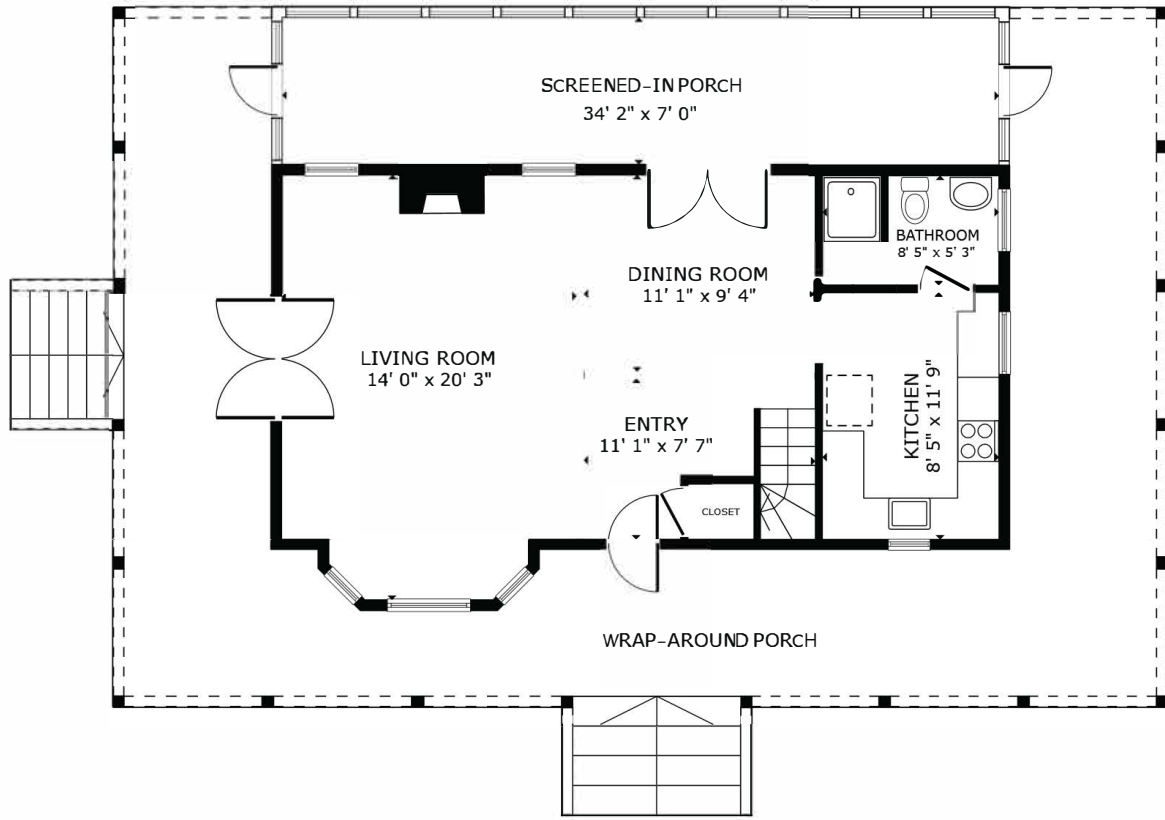 SCREENED-IN PORCH
34' 2" x 7' 0"
BATHROOM
8' 5" x 5' 3"
DINING ROOM
11' 1" x 9' 4"
LIVING ROOM
14' 0" x 20' 3"
KITCHEN
8' 5" x 11' 9"
ENTRY
11' 1" x 7' 7"
CLOSET
WRAP-AROUND PORCH